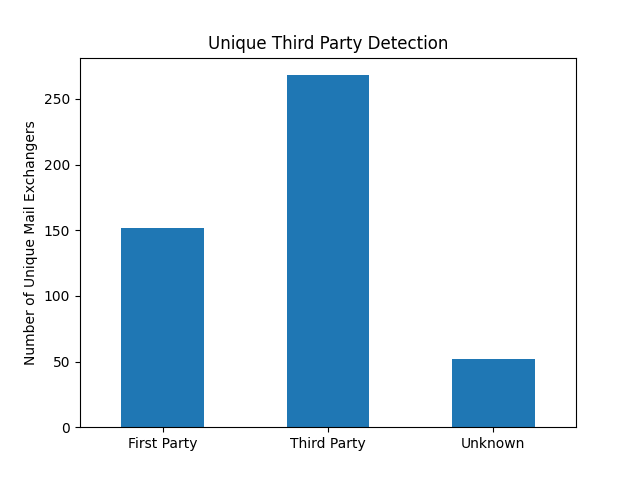 Unique Third Party Detection
Number of Unique Mail Exchangers
250
200
150
100
50
0
First Party
Third Party
Unknown